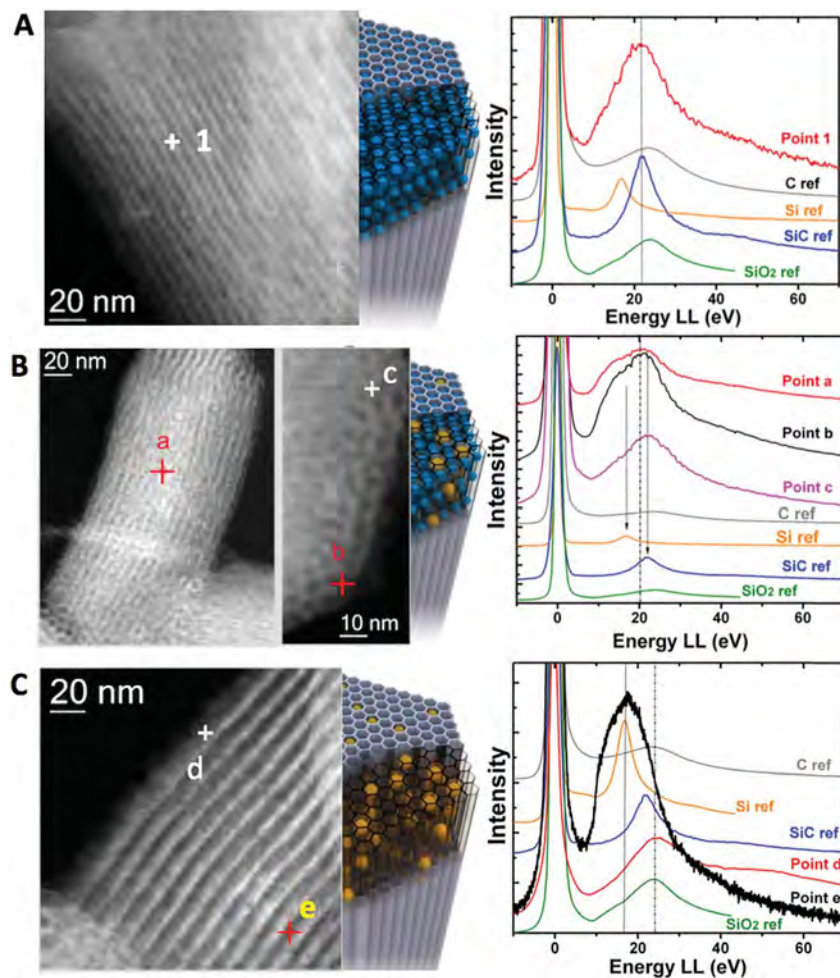 A
+ 1
20 nm
Intensity
Point 1
C ref
Si ref
SiC ref
SiO2 ref
0 20 40 60
Energy LL (eV)
B
20 nm
a
c
b
10 nm
Intensity
Point a
Point b
Point c
C ref
Si ref
SiC ref
SiO2 ref
0 20 40 60
Energy LL (eV)
C
20 nm
d
e
Intensity
C ref
Si ref
SiC ref
Point d
Point e
SiO2 ref
0 20 40 60
Energy LL (eV)